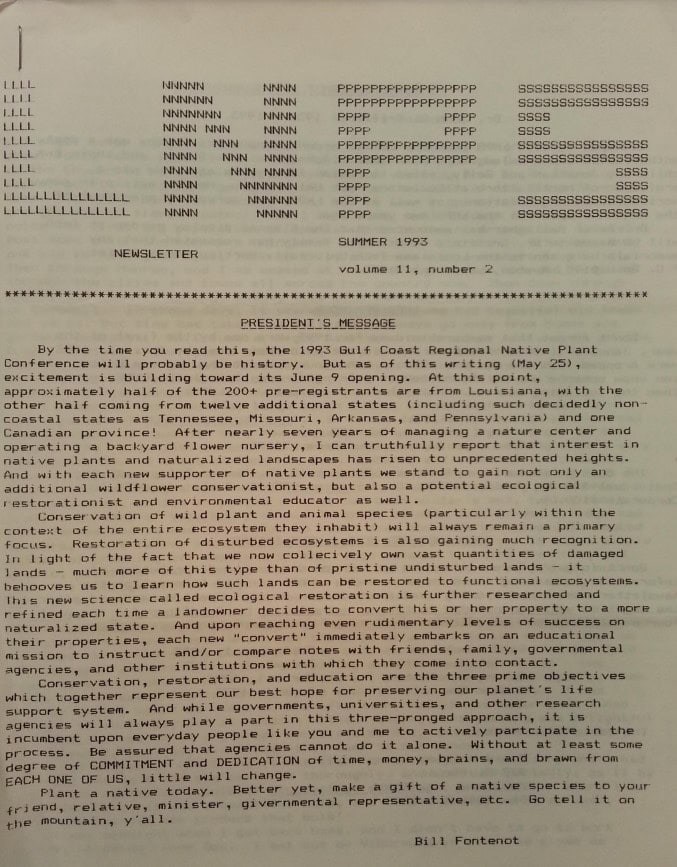 LLLL NNNNN NNNN PPPPPPPPPPPPPPPPP SSSSSSSSSSSSSSSS
LLLL NNNNNN NNNN PPPPPPPPPPPPPPPPP SSSSSSSSSSSSSSSS
LLLL NNNNNNN NNNN PPPP PPPP SSSS
LLLL NNNN NNN NNNN PPPP PPPP SSSS
LLLL NNNN NNN NNNN PPPPPPPPPPPPPPPPP SSSSSSSSSSSSSSSS
LLLL NNNN NNN NNNN PPPPPPPPPPPPPPPPP SSSSSSSSSSSSSSSS
LLLL NNNN NNN NNNN PPPP SSSS
LLLL NNNN NNNNNNN PPPP SSSS
LLLLLLLLLLLLLLL NNNN NNNNNN PPPP SSSSSSSSSSSSSSSS
LLLLLLLLLLLLLLL NNNN NNNNN PPPP SSSSSSSSSSSSSSSS
SUMMER 1993
NEWSLETTER
volume 11, number 2
*******************************************************************************
PRESIDENT'S MESSAGE
By the time you read this, the 1993 Gulf Coast Regional Native Plant
Conference will probably be history. But as of this writing (May 25),
excitement is building toward its June 9 opening. At this point,
approximately half of the 200+ pre-registrants are from Louisiana, with the
other half coming from twelve additional states (including such decidedly non-
coastal states as Tennessee, Missouri, Arkansas, and Pennsylvania) and one
Canadian province! After nearly seven years of managing a nature center and
operating a backyard flower nursery, I can truthfully report that interest in
native plants and naturalized landscapes has risen to unprecedented heights.
And with each new supporter of native plants we stand to gain not only an
additional wildflower conservationist, but also a potential ecological
restorationist and environmental educator as well.
Conservation of wild plant and animal species (particularly within the
context of the entire ecosystem they inhabit) will always remain a primary
focus. Restoration of disturbed ecosystems is also gaining much recognition.
In light of the fact that we now collecively own vast quantities of damaged
lands - much more of this type than of pristine undisturbed lands - it
behooves us to learn how such lands can be restored to functional ecosystems.
This new science called ecological restoration is further researched and
refined each time a landowner decides to convert his or her property to a more
naturalized state. And upon reaching even rudimentary levels of success on
their properties, each new "convert" immediately embarks on an educational
mission to instruct and/or compare notes with friends, family, governmental
agencies, and other institutions with which they come into contact.
Conservation, restoration, and education are the three prime objectives
which together represent our best hope for preserving our planet's life
support system. And while governments, universities, and other research
agencies will always play a part in this three-pronged approach, it is
incumbent upon everyday people like you and me to actively partcipate in the
process. Be assured that agencies cannot do it alone. Without at least some
degree of COMMITMENT and DEDICATION of time, money, brains, and brawn from
EACH ONE OF US, little will change.
Plant a native today. Better yet, make a gift of a native species to your
friend, relative, minister, givernmental representative, etc. Go tell it on
the mountain, y'all.
Bill Fontenot